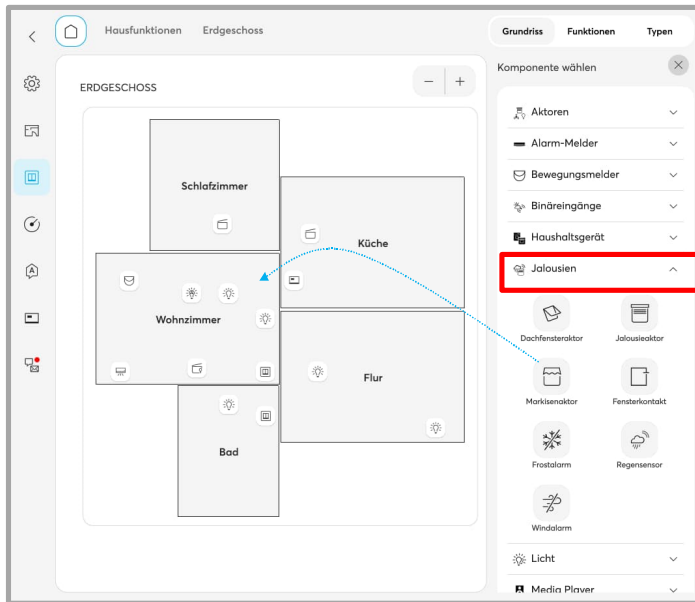 Hausfunktionen Erdgeschoss
Grundriss Funktionen Typen
Komponente wählen
ERDGESCHOSS
Schlafzimmer
Küche
Wohnzimmer
Flur
Bad
Aktoren
Alarm-Melder
Bewegungsmelder
Binäreingänge
Haushaltsgerät
Jalousien
Dachfensteraktor Jalousieaktor
Markisenaktor Fensterkontakt
Frostalarm Regensensor
Windalarm
Licht
Media Player